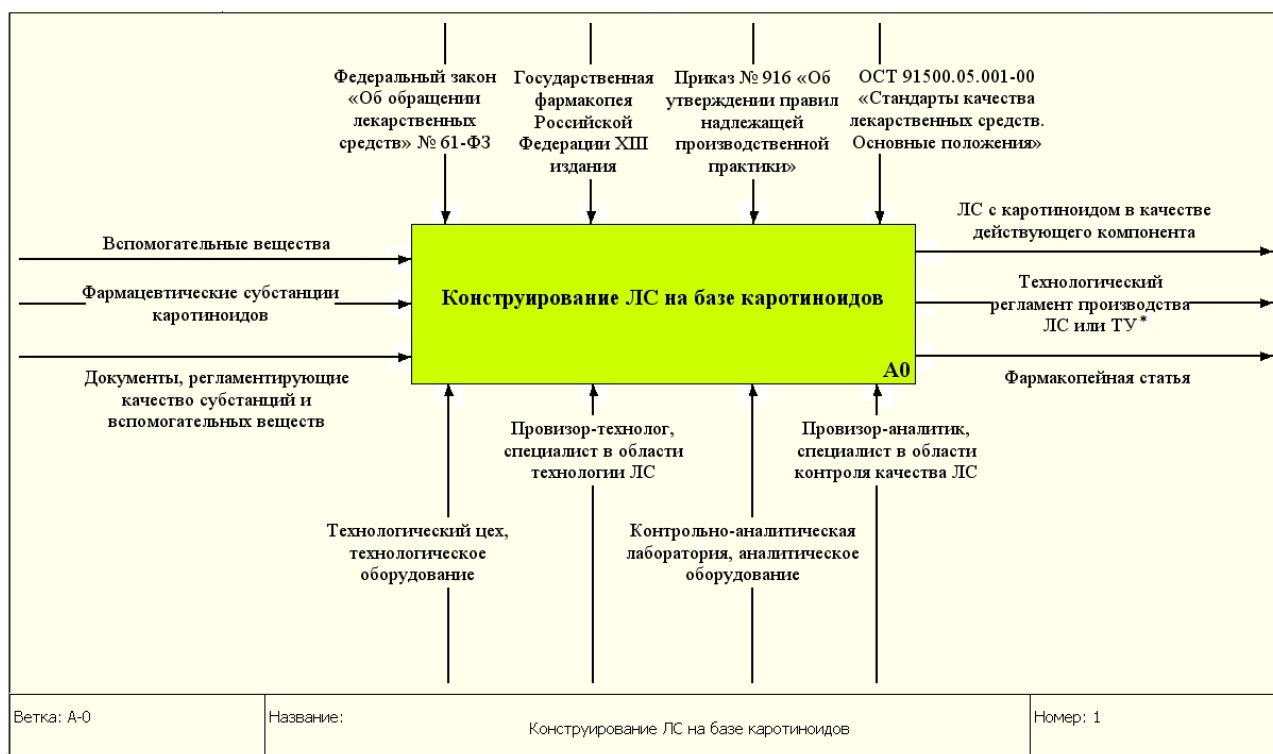 Федеральный закон
«Об обращении
лекарственных
средств» № 61-ФЗ
Государственная
фармакопея
Российской
Федерации XIII
издания
Приказ № 916 «Об
утверждении правил
надлежащей
производственной
практики»
ОСТ 91500.05.001-00
«Стандарты качества
лекарственных средств.
Основные положения»
Вспомогательные вещества
Фармацевтические субстанции
каротиноидов
Документы, регламентирующие
качество субстанций и
вспомогательных веществ
Конструирование ЛС на базе каротиноидов
A0
ЛС с каротиноидом в качестве
действующего компонента
Технологический
регламент производства
ЛС или ТУ*
Фармакопейная статья
Технологический цех,
технологическое
оборудование
Провизор-технолог,
специалист в области
технологии ЛС
Контрольно-аналитическая
лаборатория, аналитическое
оборудование
Провизор-аналитик,
специалист в области
контроля качества ЛС
Ветка: A-0
Название:
Конструирование ЛС на базе каротиноидов
Номер: 1